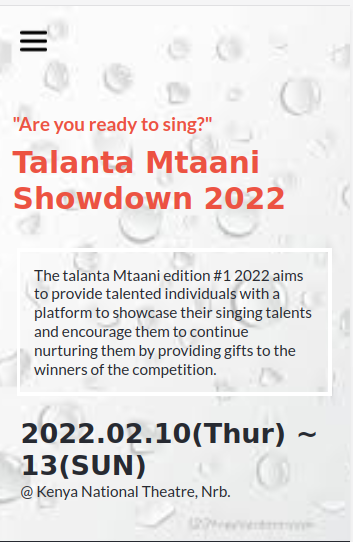 "Are you ready to sing?"
Talanta Mtaani
Showdown 2022
The talanta Mtaani edition #1 2022 aims
to provide talented individuals with a
platform to showcase their singing talents
and encourage them to continue
nurturing them by providing gifts to the
winners of the competition.
2022.02.10(Thur) ~
13(SUN)
@ Kenya National Theatre, Nrb.